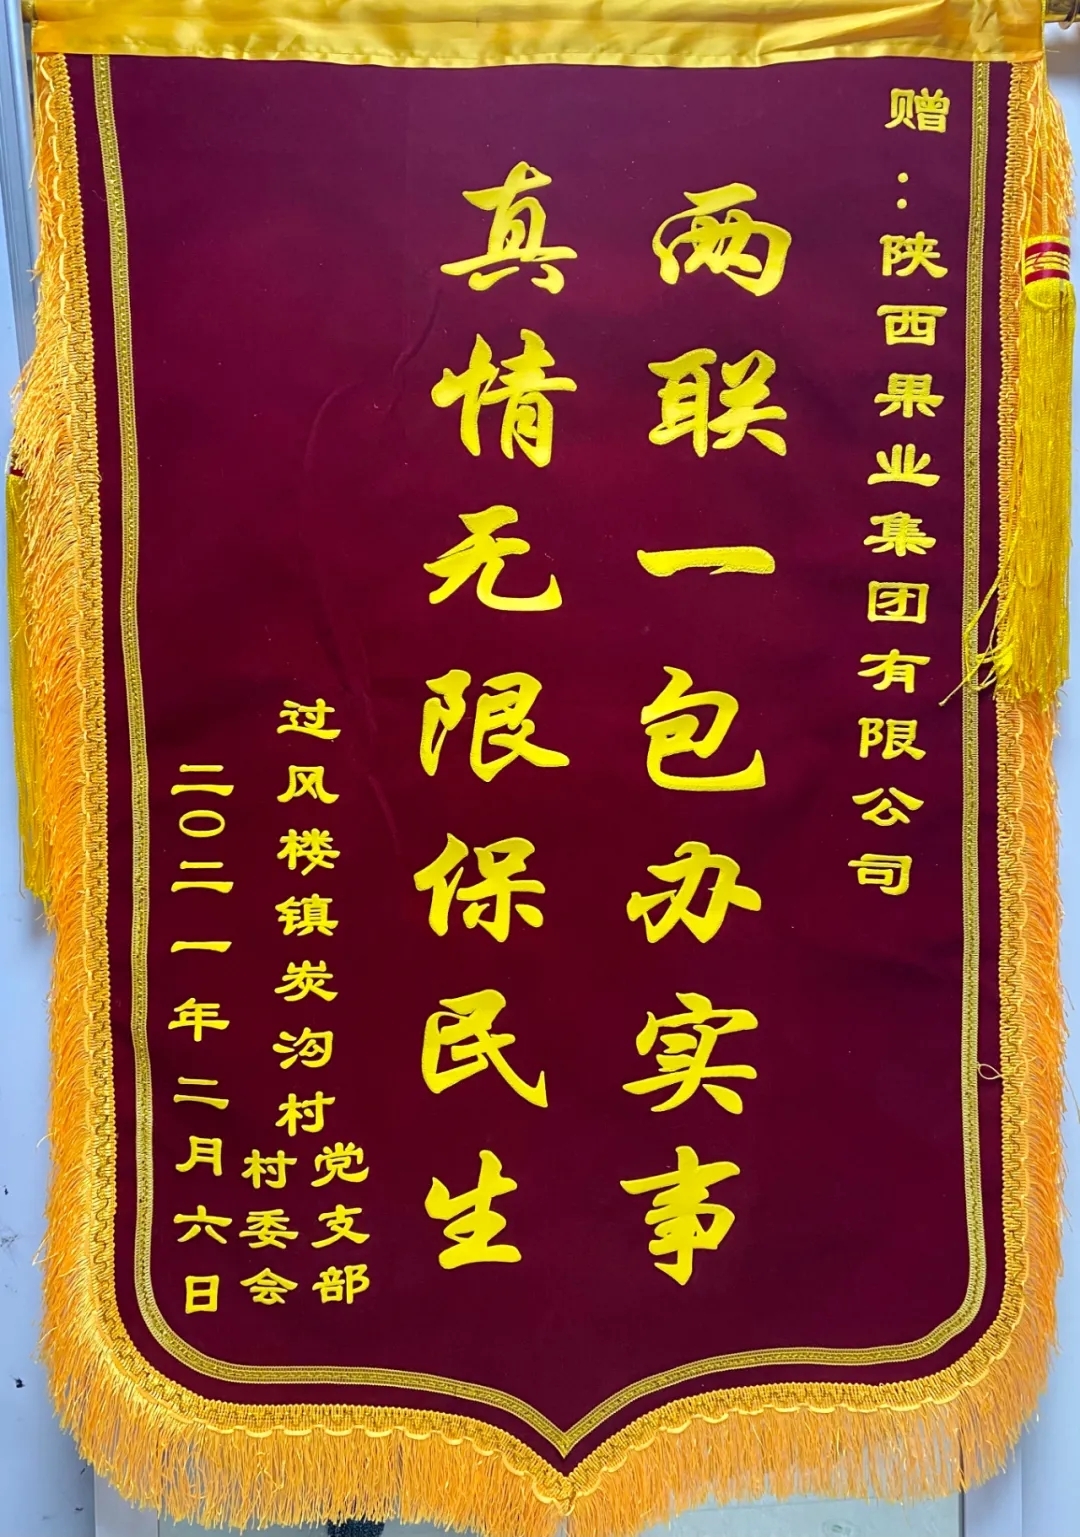 赠：陕西果业集团有限公司
两联一包办实事
真情无限保民生
过风楼镇炭沟村
党支部
村委会
二〇二一年二月六日